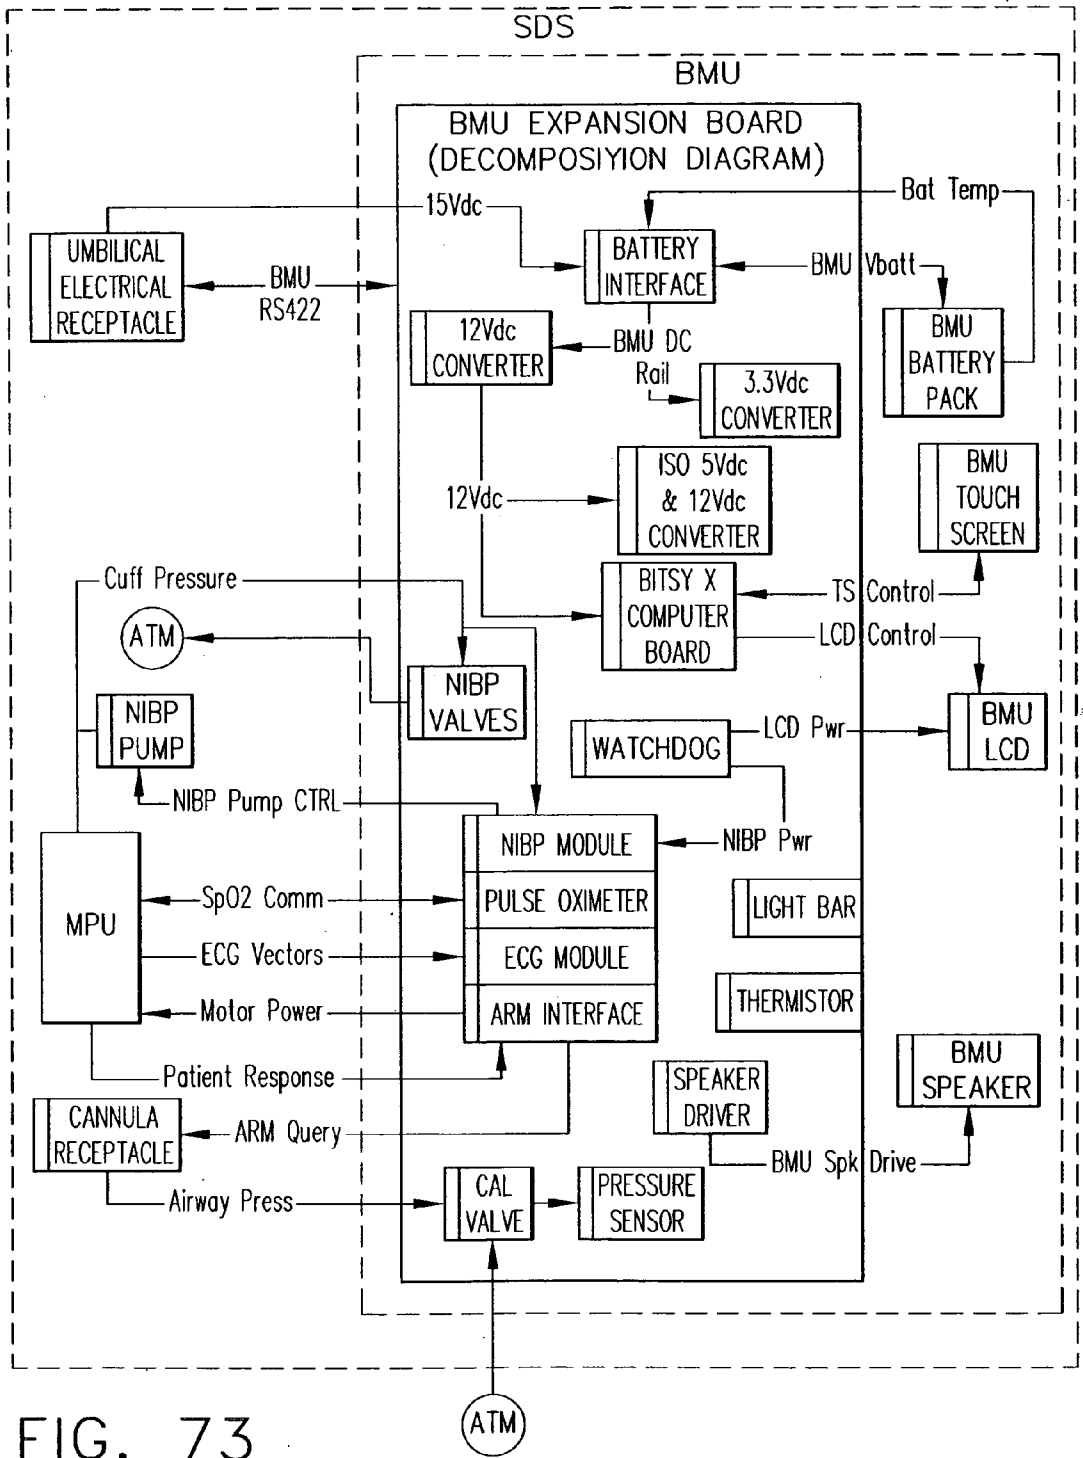 SDS
BMU
BMU EXPANSION BOARD
(DECOMPOSIYION DIAGRAM)
15Vdc
Bat Temp
UMBILICAL
ELECTRICAL
RECEPTACLE
BMU
RS422
BATTERY
INTERFACE
BMU Vbatt
12Vdc
CONVERTER
BMU DC
Rail
BMU
BATTERY
PACK
3.3Vdc
CONVERTER
12Vdc
ISO 5Vdc
& 12Vdc
CONVERTER
BMU
TOUCH
SCREEN
Cuff Pressure
BITSY X
COMPUTER
BOARD
TS Control
LCD Control
ATM
NIBP
VALVES
NIBP
PUMP
WATCHDOG
LCD Pwr
BMU
LCD
NIBP Pump CTRL
NIBP MODULE
NIBP Pwr
MPU
SpO2 Comm
PULSE OXIMETER
LIGHT BAR
ECG Vectors
ECG MODULE
Motor Power
ARM INTERFACE
THERMISTOR
Patient Response
SPEAKER
DRIVER
BMU
SPEAKER
CANNULA
RECEPTACLE
ARM Query
BMU Spk Drive
Airway Press
CAL
VALVE
PRESSURE
SENSOR
ATM
FIG. 73